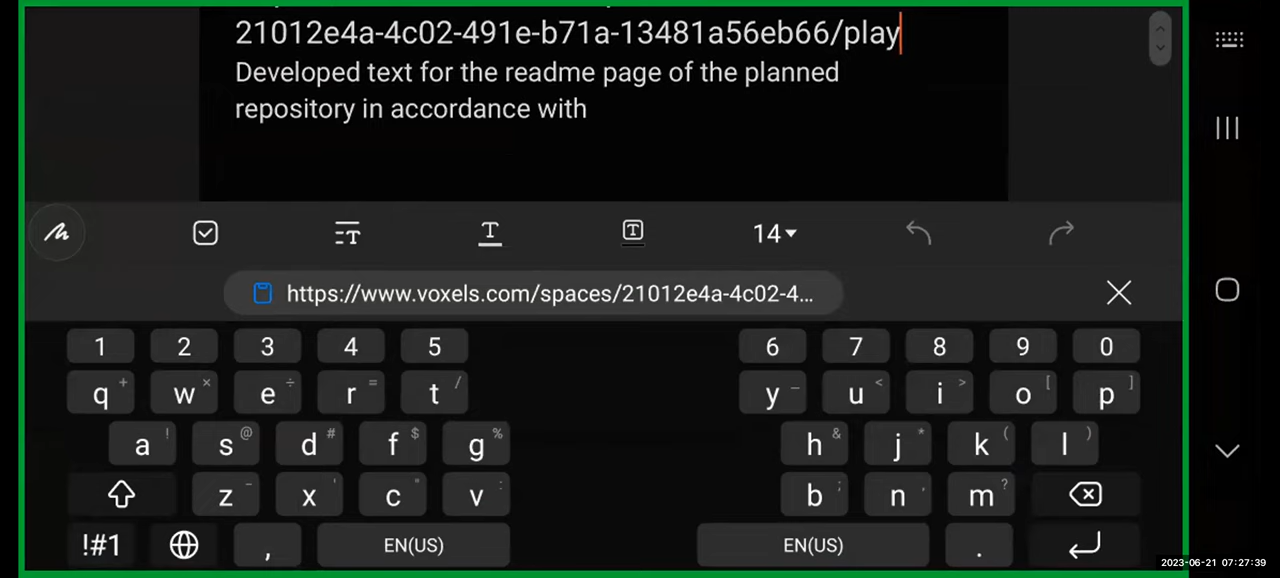 21012e4a-4c02-491e-b71a-13481a56eb66/play
Developed text for the readme page of the planned
repository in accordance with
T T T 14
https://www.voxels.com/spaces/21012e4a-4c02-4...
1 2 3 4 5 6 7 8 9 0
q + w × e ÷ r = t / y _ u < i > o [ p ]
a ! s @ d # f $ g % h & j * k ( l )
z - x ' c " v : b ; n , m ?
!#1 , EN(US) EN(US) .
2023-06-21 07:27:39